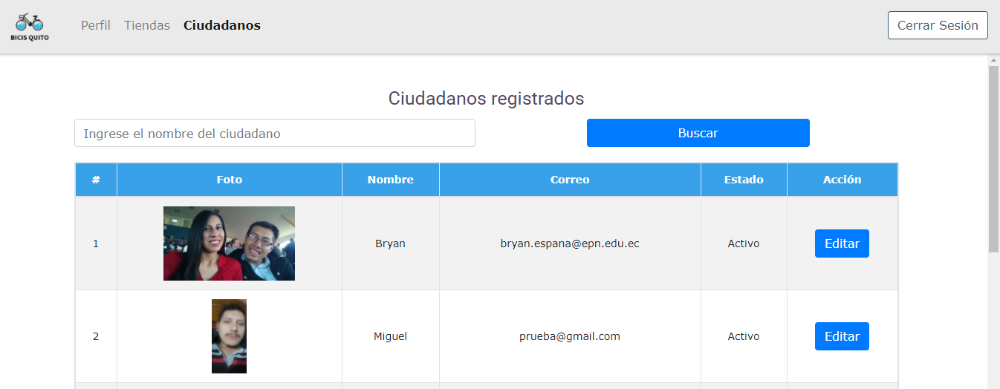 BICIS QUITO
Perfil Tiendas Ciudadanos
Cerrar Sesión
Ciudadanos registrados
Ingrese el nombre del ciudadano
Buscar
# Foto Nombre Correo Estado Acción
1 Bryan bryan.espana@epn.edu.ec Activo Editar
2 Miguel prueba@gmail.com Activo Editar